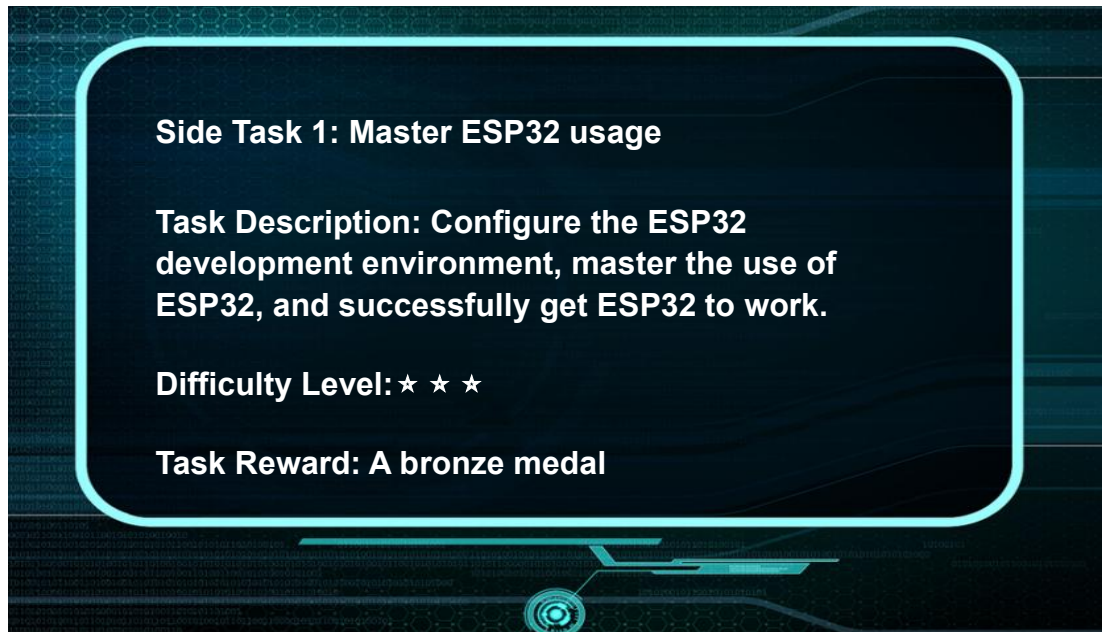 Side Task 1: Master ESP32 usage
Task Description: Configure the ESP32
development environment, master the use of
ESP32, and successfully get ESP32 to work.
Difficulty Level:★ ★ ★
Task Reward: A bronze medal